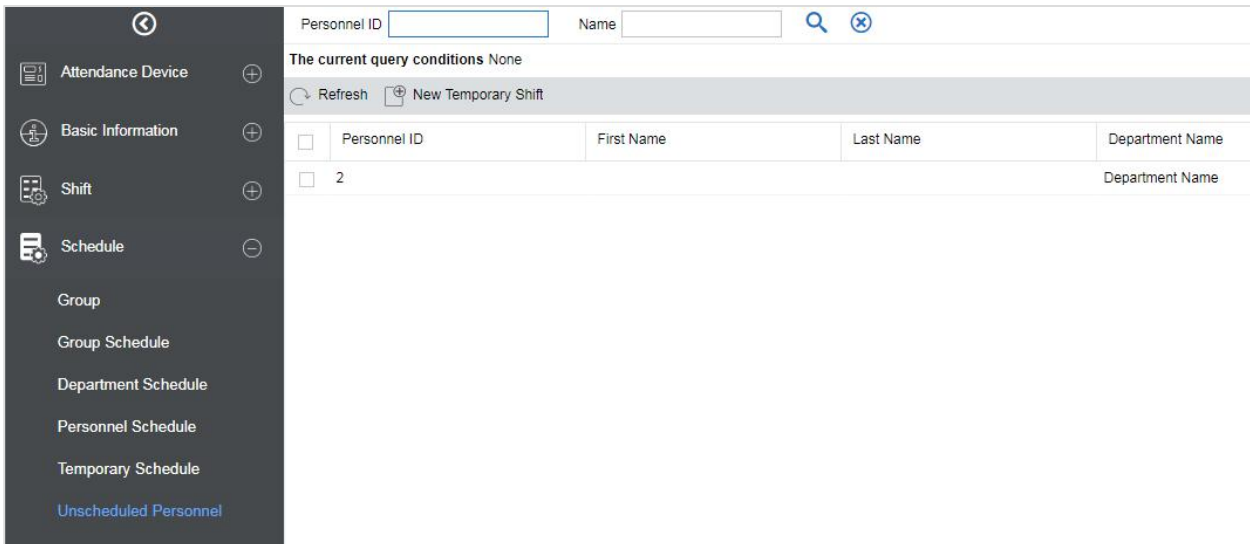 Personnel ID Name
The current query conditions None
Refresh New Temporary Shift
Personnel ID First Name Last Name Department Name
2 Department Name
Attendance Device
Basic Information
Shift
Schedule
Group
Group Schedule
Department Schedule
Personnel Schedule
Temporary Schedule
Unscheduled Personnel